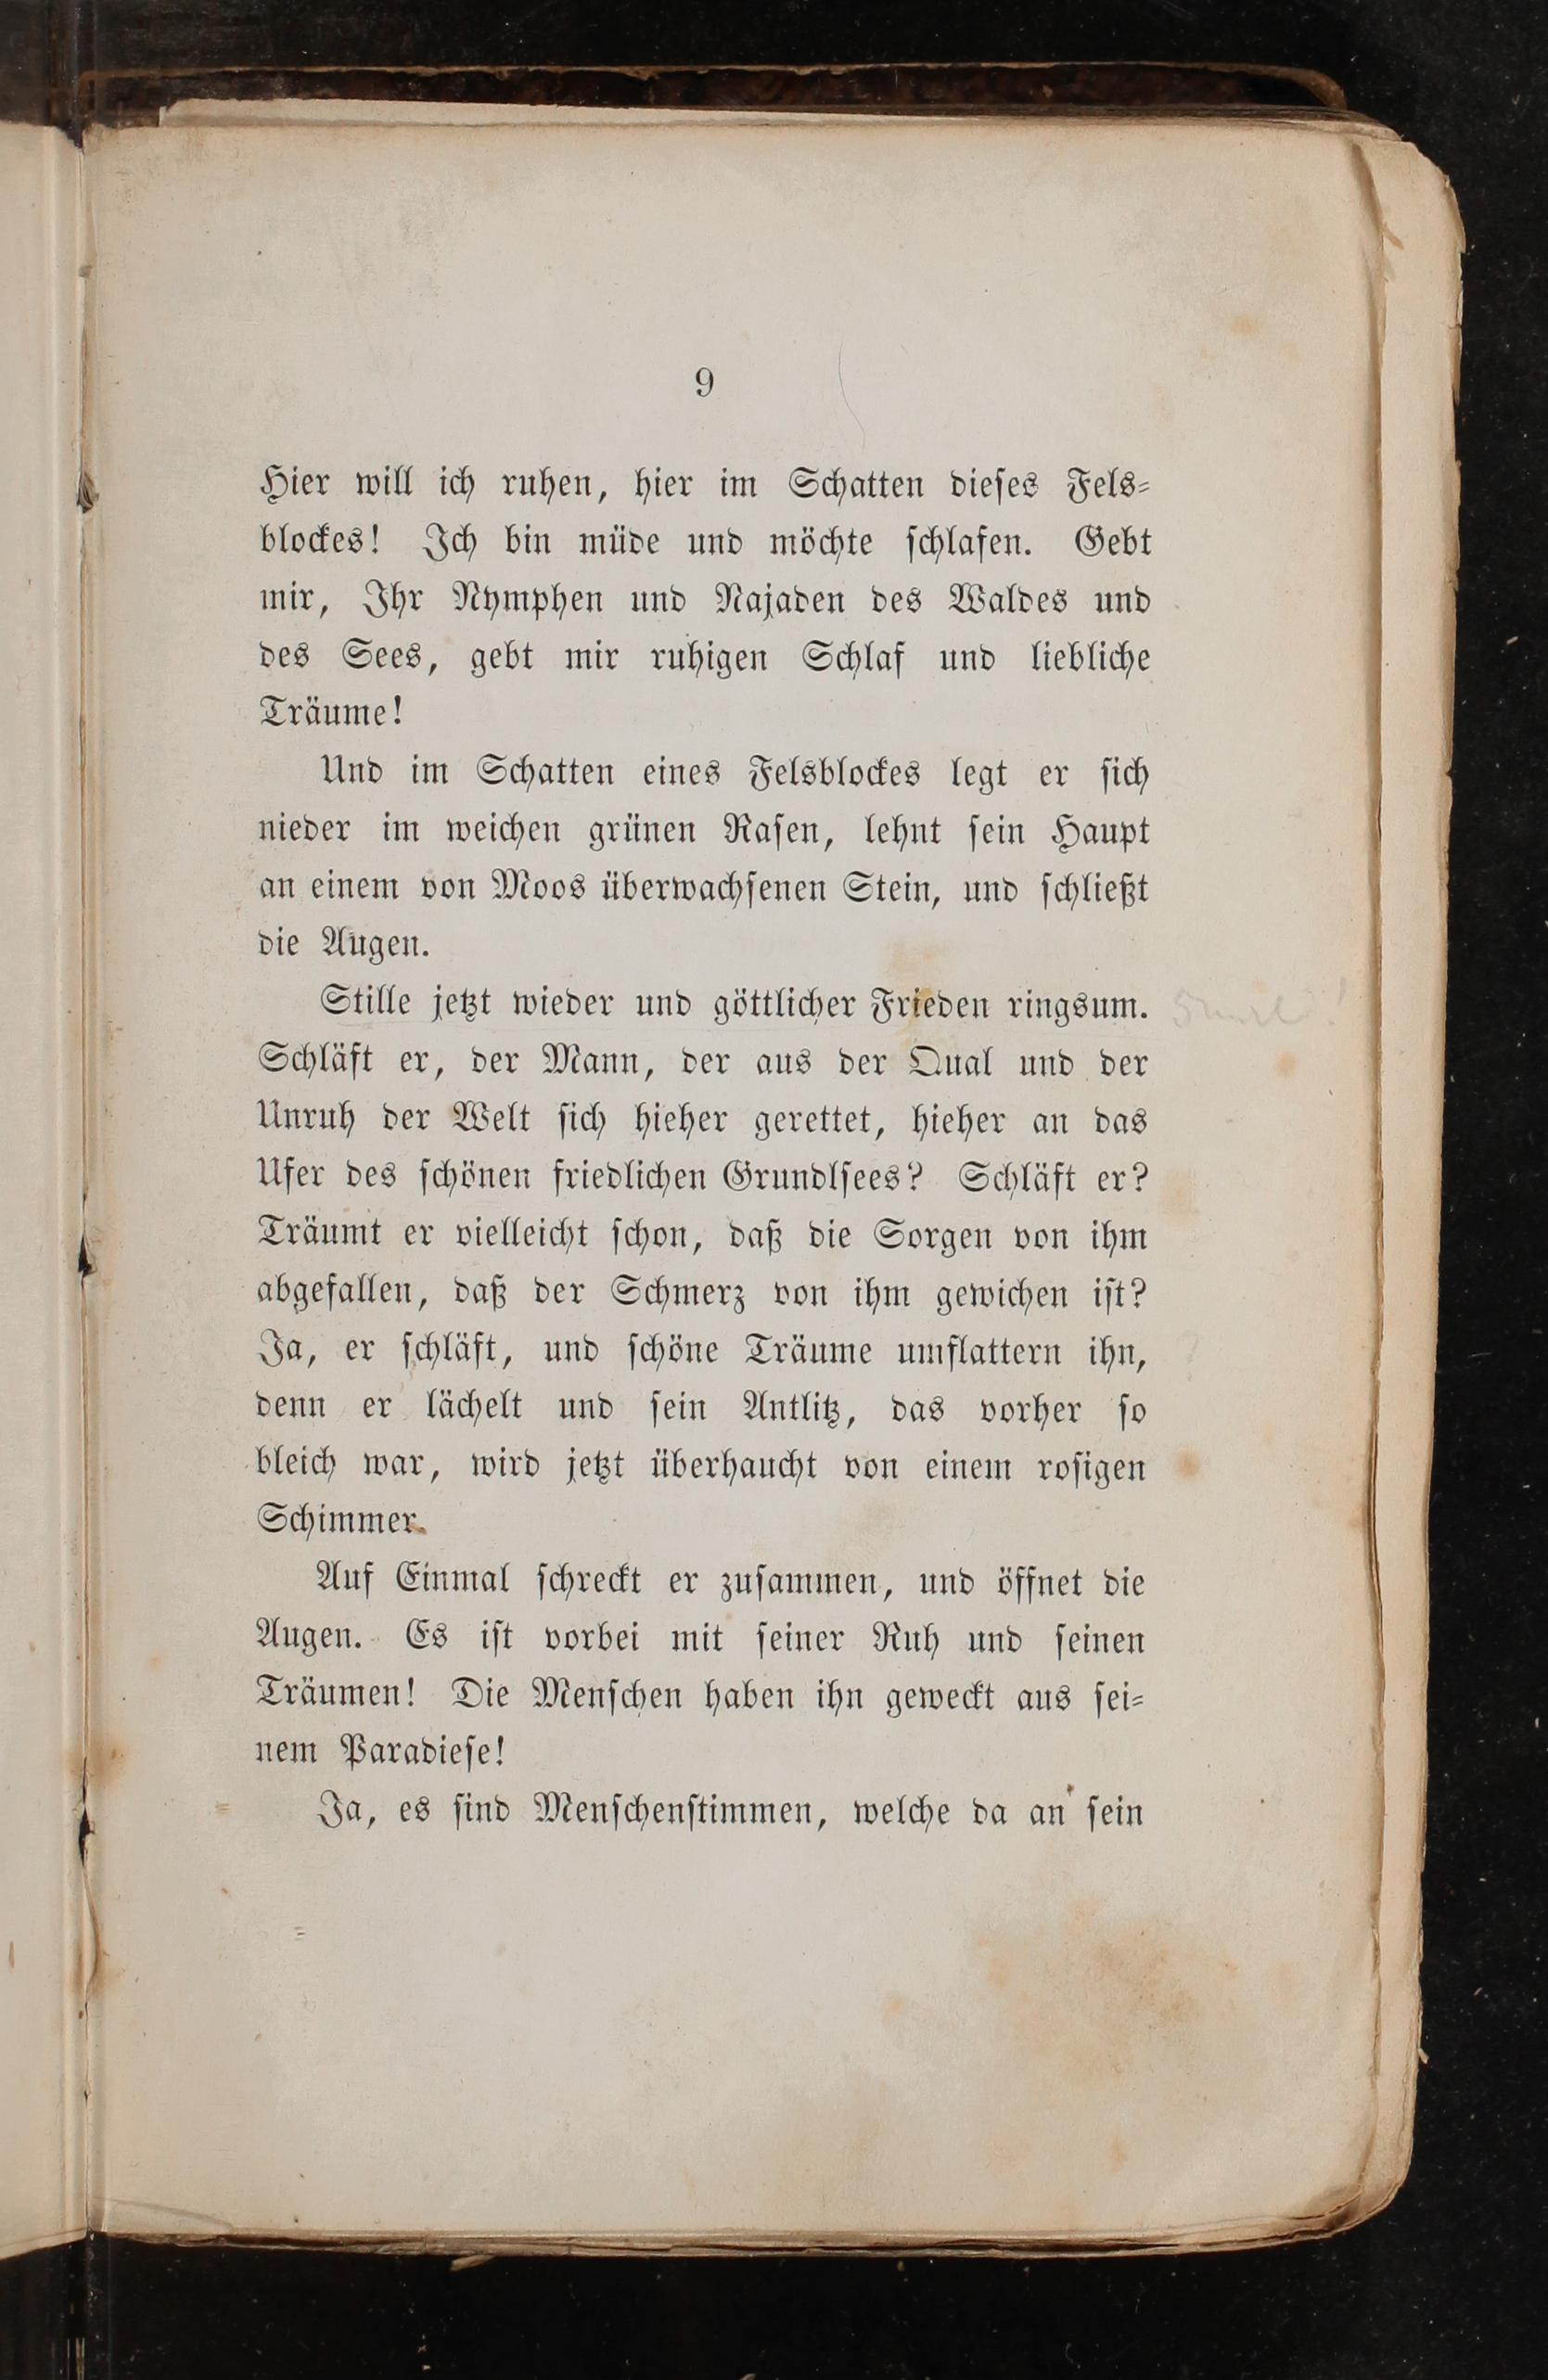 9
Hier will ich ruhen, hier im Schatten dieses Fels-
blockes! Ich bin müde und möchte schlafen. Gebt
mir, Ihr Nymphen und Najaden des Waldes und
des Sees, gebt mir ruhigen Schlaf und liebliche
Träume!
Und im Schatten eines Felsblockes legt er sich
nieder im weichen grünen Rasen, lehnt sein Haupt
an einem von Moos überwachsenen Stein, und schließt
die Augen.
Stille jetzt wieder und göttlicher Frieden ringsum.
Schläft er, der Mann, der aus der Qual und der
Unruh der Welt sich hieher gerettet, hieher an das
Ufer des schönen friedlichen Grundlsees? Schläft er?
Träumt er vielleicht schon, daß die Sorgen von ihm
abgefallen, daß der Schmerz von ihm gewichen ist?
Ja, er schläft, und schöne Träume umflattern ihn,
denn er lächelt und sein Antlitz, das vorher so
bleich war, wird jetzt überhaucht von einem rosigen
Schimmer.
Auf Einmal schreckt er zusammen, und öffnet die
Augen. Es ist vorbei mit seiner Ruh und seinen
Träumen! Die Menschen haben ihn geweckt aus sei-
nem Paradiese!
Ja, es sind Menschenstimmen, welche da an sein